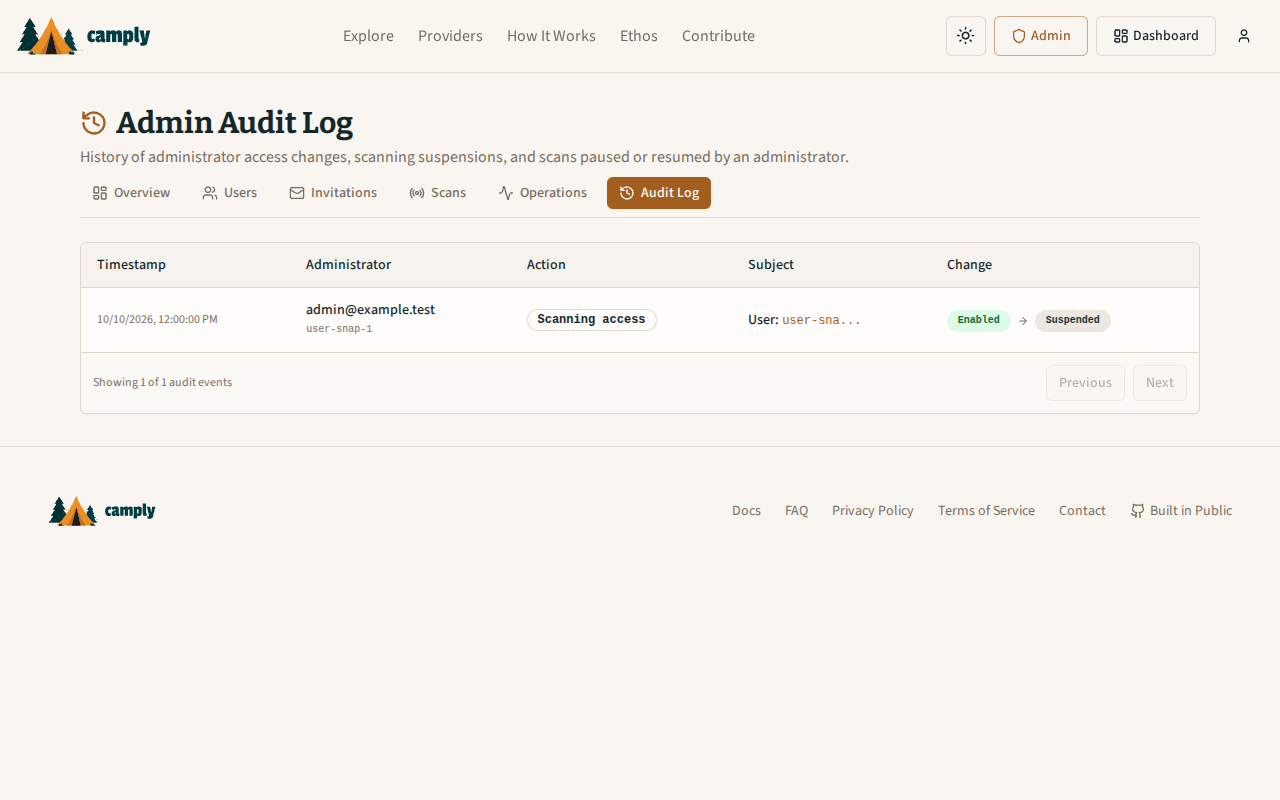 camply
Explore Providers How It Works Ethos Contribute
Admin Dashboard
Admin Audit Log
History of administrator access changes, scanning suspensions, and scans paused or resumed by an administrator.
Overview Users Invitations Scans Operations Audit Log
Timestamp Administrator Action Subject Change
10/10/2026, 12:00:00 PM admin@example.test Scanning access User: user-sna... Enabled → Suspended
user-snap-1
Showing 1 of 1 audit events Previous Next
camply
Docs FAQ Privacy Policy Terms of Service Contact Built in Public